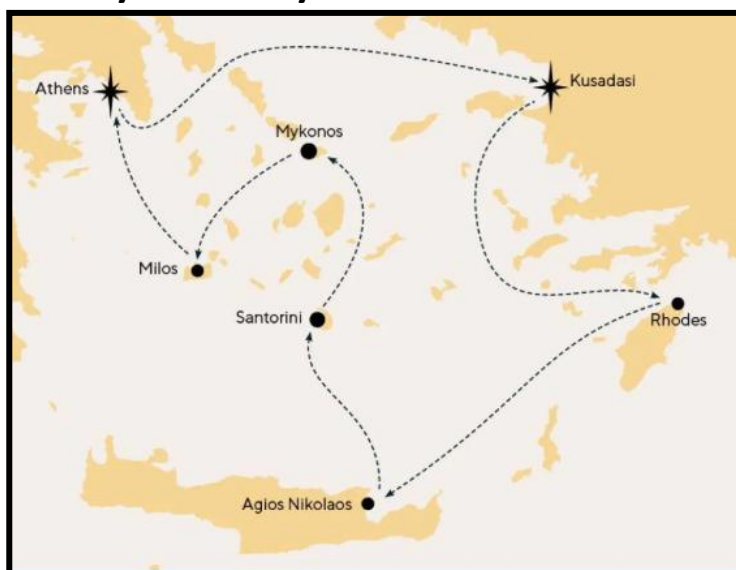 Athens
Kusadasi
Mykonos
Milos
Santorini
Rhodes
Agios Nikolaos